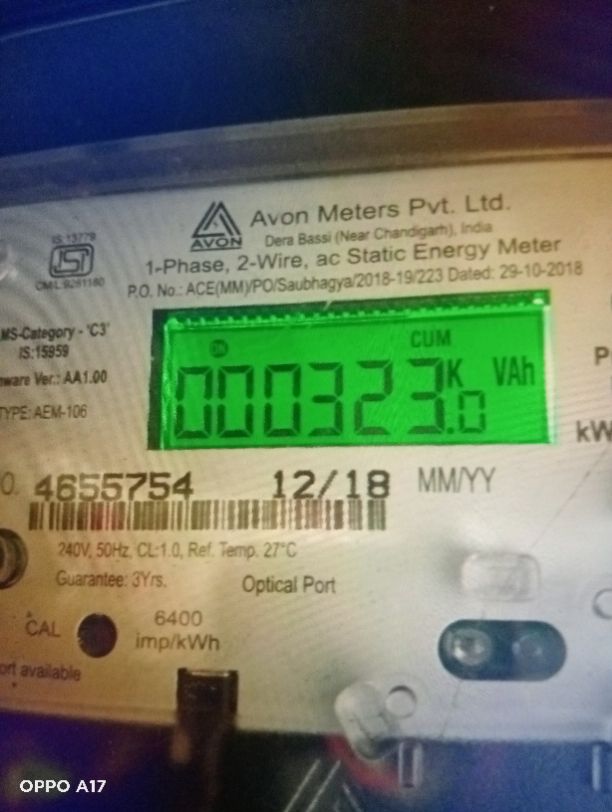 Avon Meters Pvt. Ltd.
AVON
Dera Bassi (Near Chandigarh), India
IS:13779
ISI
CM/L:9261160
1-Phase, 2-Wire, ac Static Energy Meter
P.O. No.: ACE(MM)/PO/Saubhagya/2018-19/223 Dated: 29-10-2018
MS-Category - 'C3'
IS:15959
ware Ver.: AA1.00
TYPE: AEM-106
CUM
000323.0 K VAh
kW
O. 4655754 12/18 MM/YY
240V, 50Hz, CL:1.0, Ref. Temp. 27°C
Guarantee: 3Yrs. Optical Port
CAL
6400
imp/kWh
ort available
OPPO A17